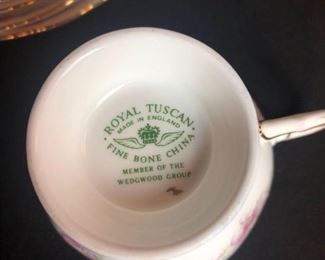 ROYAL TUSCAN
MADE IN ENGLAND
FINE BONE CHINA
MEMBER OF THE
WEDGWOOD GROUP